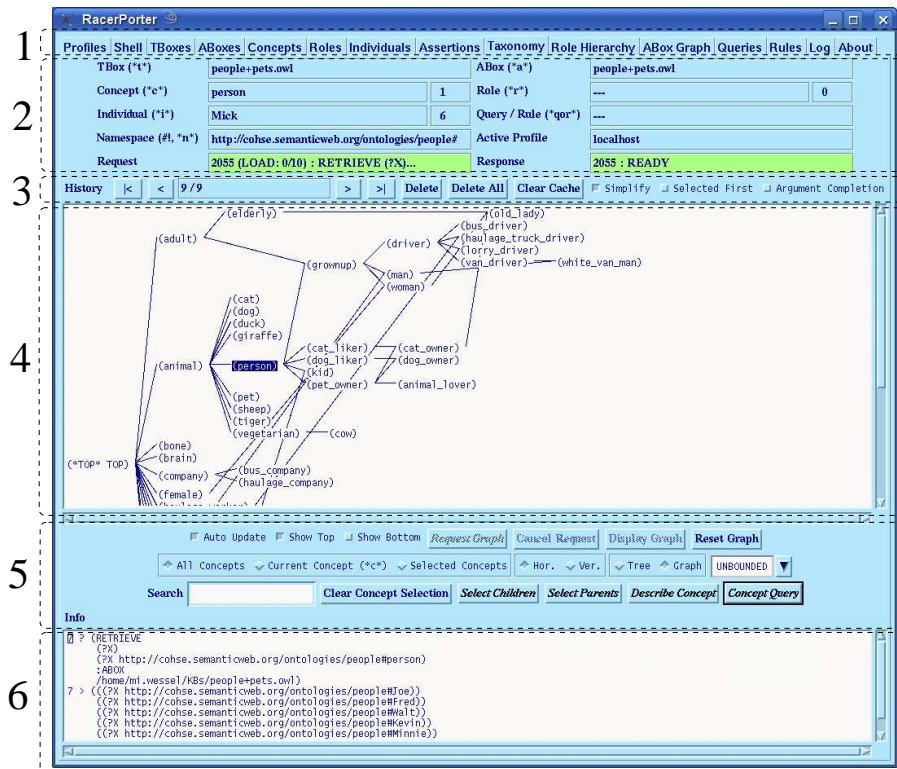 RacerPorter
1
Profiles Shell TBoxes ABoxes Concepts Roles Individuals Assertions Taxonomy Role Hierarchy ABox Graph Queries Rules Log About
2
TBox (*t*) people+pets.owl ABox (*a*) people+pets.owl
Concept (*c*) person 1 Role (*r*) --- 0
Individual (*i*) Mick 6 Query / Rule (*qor*) ---
Namespace (#!, *n*) http://cohse.semanticweb.org/ontologies/people# Active Profile localhost
Request 2055 (LOAD: 0/10) : RETRIEVE (?X)... Response 2055 : READY
3
History |< < 9 / 9 > >| Delete Delete All Clear Cache Simplify Selected First Argument Completion
4
(elderly) (old_lady)
(bus_driver)
(adult) (haulage_truck_driver)
(driver) (lorry_driver)
(grownup) (van_driver) (white_van_man)
(man)
(woman)
(cat)
(dog)
(duck)
(giraffe)
(cat_liker) (cat_owner)
(animal) (person) (dog_liker) (dog_owner)
(kid)
(pet_owner) (animal_lover)
(pet)
(sheep)
(tiger)
(vegetarian) (cow)
(bone)
(brain)
(*TOP* TOP) (bus_company)
(company) (haulage_company)
(female)
(haulage_worker)
5
Auto Update Show Top Show Bottom Request Graph Cancel Request Display Graph Reset Graph
All Concepts Current Concept (*c*) Selected Concepts Hor. Ver. Tree Graph UNBOUNDED
Search Clear Concept Selection Select Children Select Parents Describe Concept Concept Query
Info
6
? (RETRIEVE
(?X)
(?X http://cohse.semanticweb.org/ontologies/people#person)
:ABOX
/home/mi.wessel/KBs/people+pets.owl)
7 > (((?X http://cohse.semanticweb.org/ontologies/people#Joe))
((?X http://cohse.semanticweb.org/ontologies/people#Fred))
((?X http://cohse.semanticweb.org/ontologies/people#Walt))
((?X http://cohse.semanticweb.org/ontologies/people#Kevin))
((?X http://cohse.semanticweb.org/ontologies/people#Minnie))